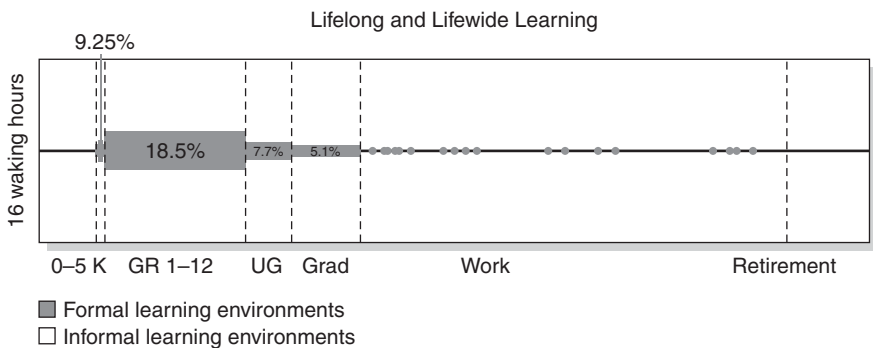 Lifelong and Lifewide Learning
9.25%
16 waking hours
18.5%
7.7%
5.1%
0–5 K GR 1–12 UG Grad Work Retirement
Formal learning environments
Informal learning environments